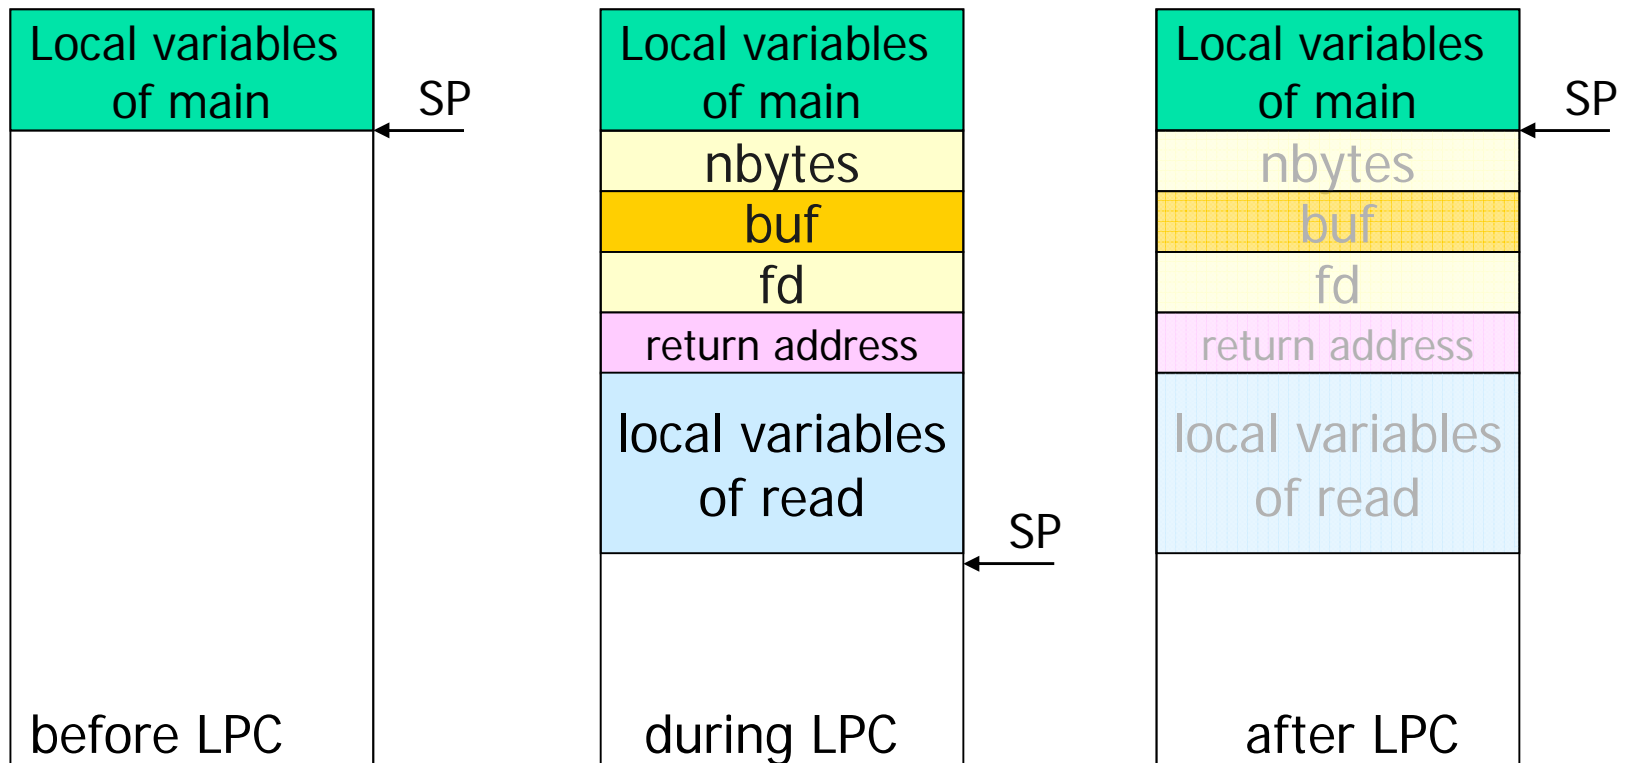 Local variables
of main
SP
before LPC
Local variables
of main
nbytes
buf
fd
return address
local variables
of read
SP
during LPC
Local variables
of main
SP
nbytes
buf
fd
return address
local variables
of read
after LPC